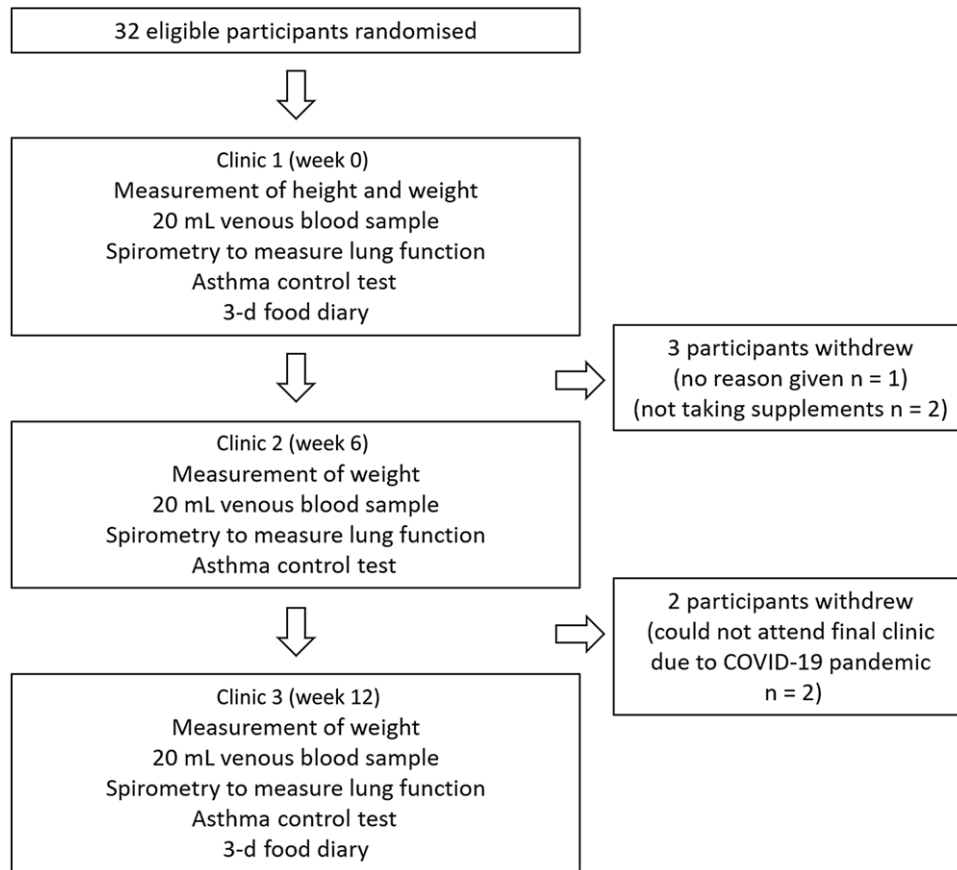 32 eligible participants randomised
Clinic 1 (week 0)
Measurement of height and weight
20 mL venous blood sample
Spirometry to measure lung function
Asthma control test
3-d food diary
3 participants withdrew
(no reason given n = 1)
(not taking supplements n = 2)
Clinic 2 (week 6)
Measurement of weight
20 mL venous blood sample
Spirometry to measure lung function
Asthma control test
2 participants withdrew
(could not attend final clinic
due to COVID-19 pandemic
n = 2)
Clinic 3 (week 12)
Measurement of weight
20 mL venous blood sample
Spirometry to measure lung function
Asthma control test
3-d food diary